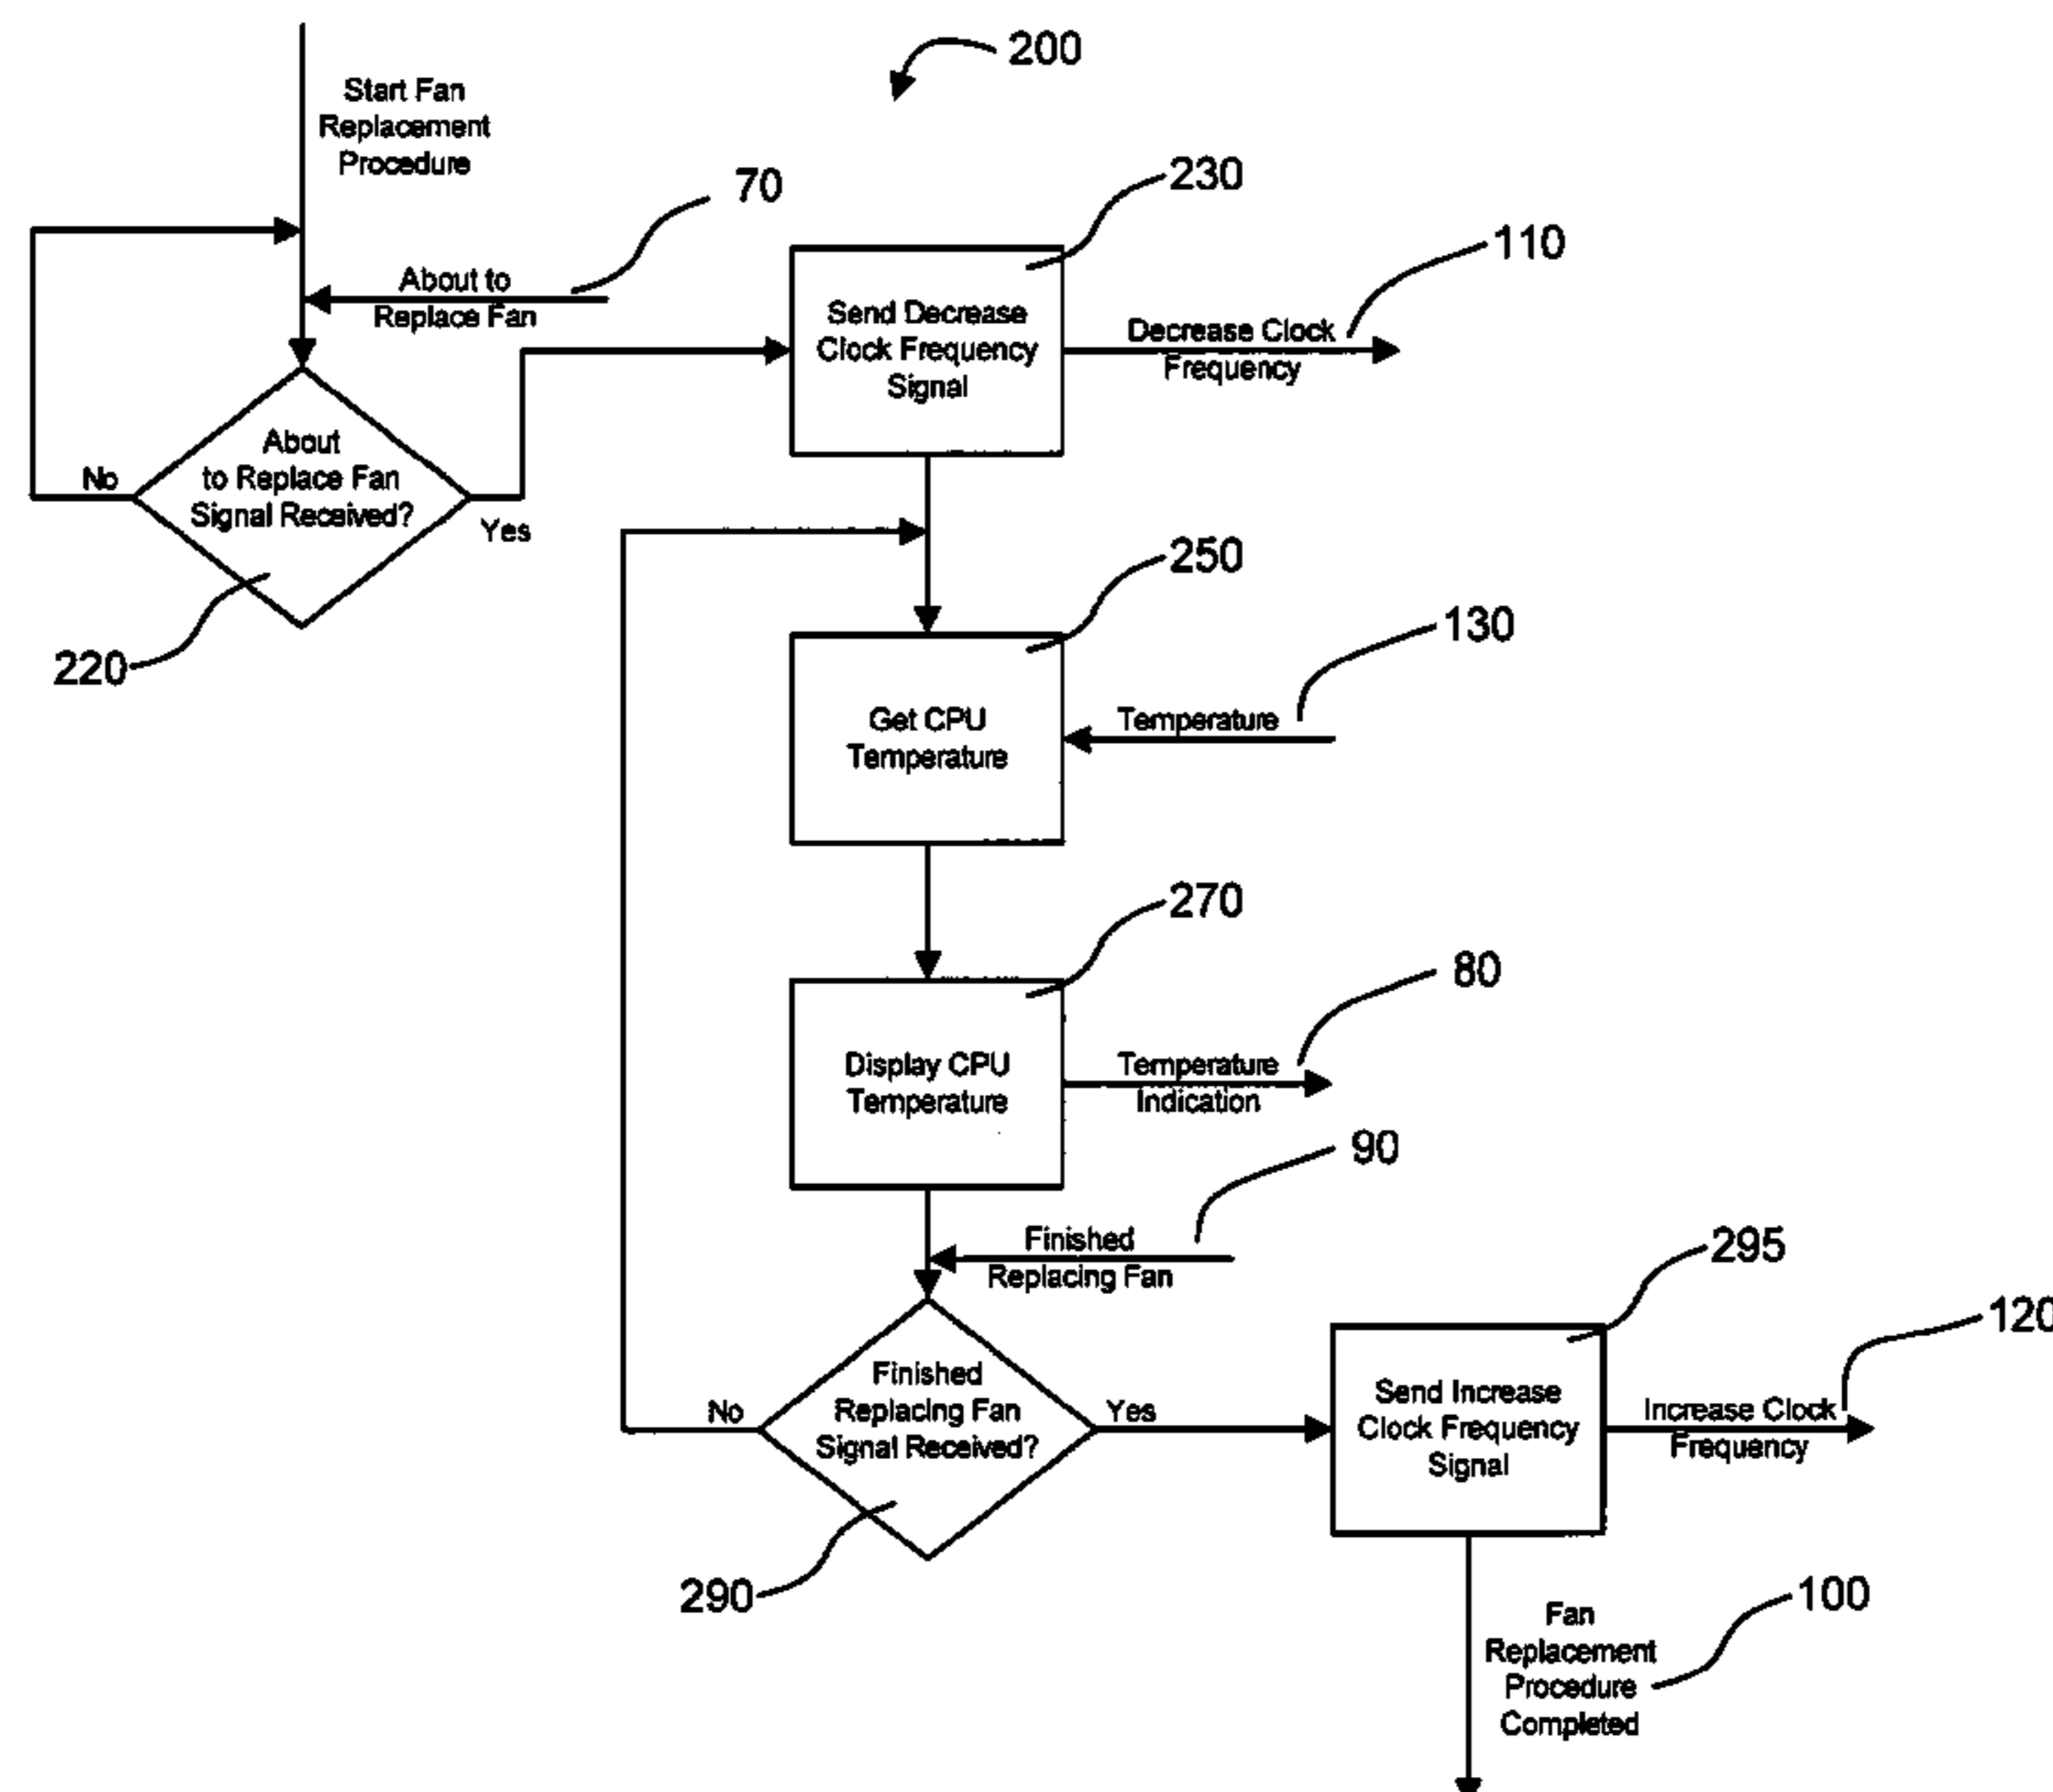 200
Start Fan
Replacement
Procedure
70
230
110
About to
Replace Fan
Send Decrease
Clock Frequency
Signal
Decrease Clock
Frequency
About
to Replace Fan
Signal Received?
No
Yes
220
250
130
Get CPU
Temperature
Temperature
270
80
Display CPU
Temperature
Temperature
Indication
90
Finished
Replacing Fan
295
120
Finished
Replacing Fan
Signal Received?
No
Yes
Send Increase
Clock Frequency
Signal
Increase Clock
Frequency
290
100
Fan
Replacement
Procedure
Completed